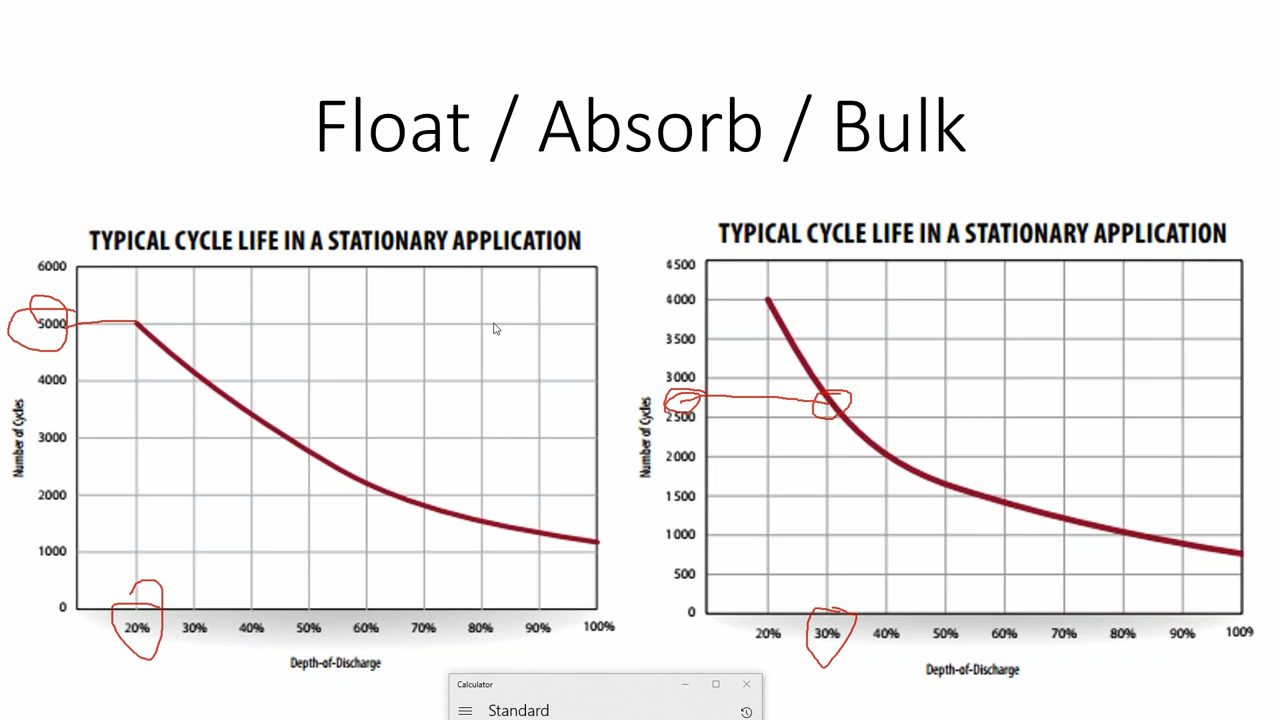 Float / Absorb / Bulk
TYPICAL CYCLE LIFE IN A STATIONARY APPLICATION
6000
5000
4000
3000
2000
1000
0
Number of Cycles
20% 30% 40% 50% 60% 70% 80% 90% 100%
Depth-of-Discharge
TYPICAL CYCLE LIFE IN A STATIONARY APPLICATION
4500
4000
3500
3000
2500
2000
1500
1000
500
0
Number of Cycles
20% 30% 40% 50% 60% 70% 80% 90% 100%
Depth-of-Discharge
Calculator
Standard